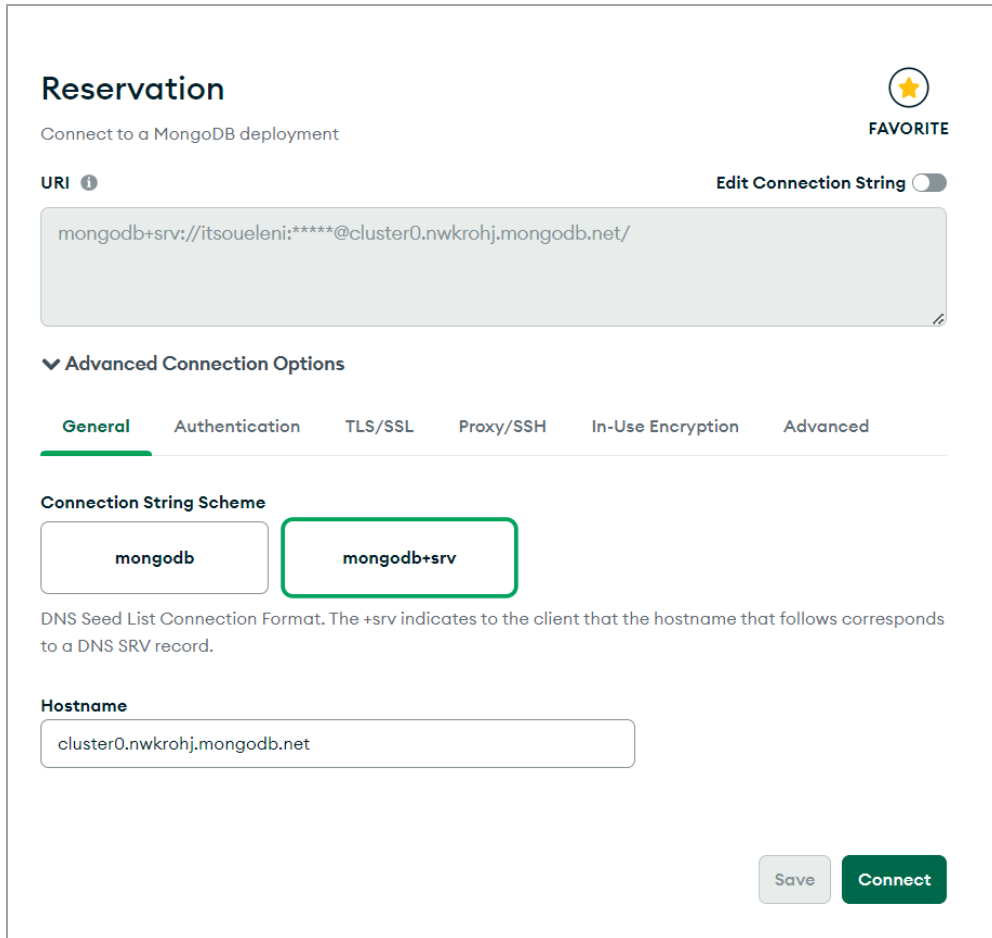 Reservation
FAVORITE
Connect to a MongoDB deployment
URI
Edit Connection String
mongodb+srv://itsoueleni:*****@cluster0.nwkrohj.mongodb.net/
Advanced Connection Options
General Authentication TLS/SSL Proxy/SSH In-Use Encryption Advanced
Connection String Scheme
mongodb mongodb+srv
DNS Seed List Connection Format. The +srv indicates to the client that the hostname that follows corresponds
to a DNS SRV record.
Hostname
cluster0.nwkrohj.mongodb.net
Save Connect